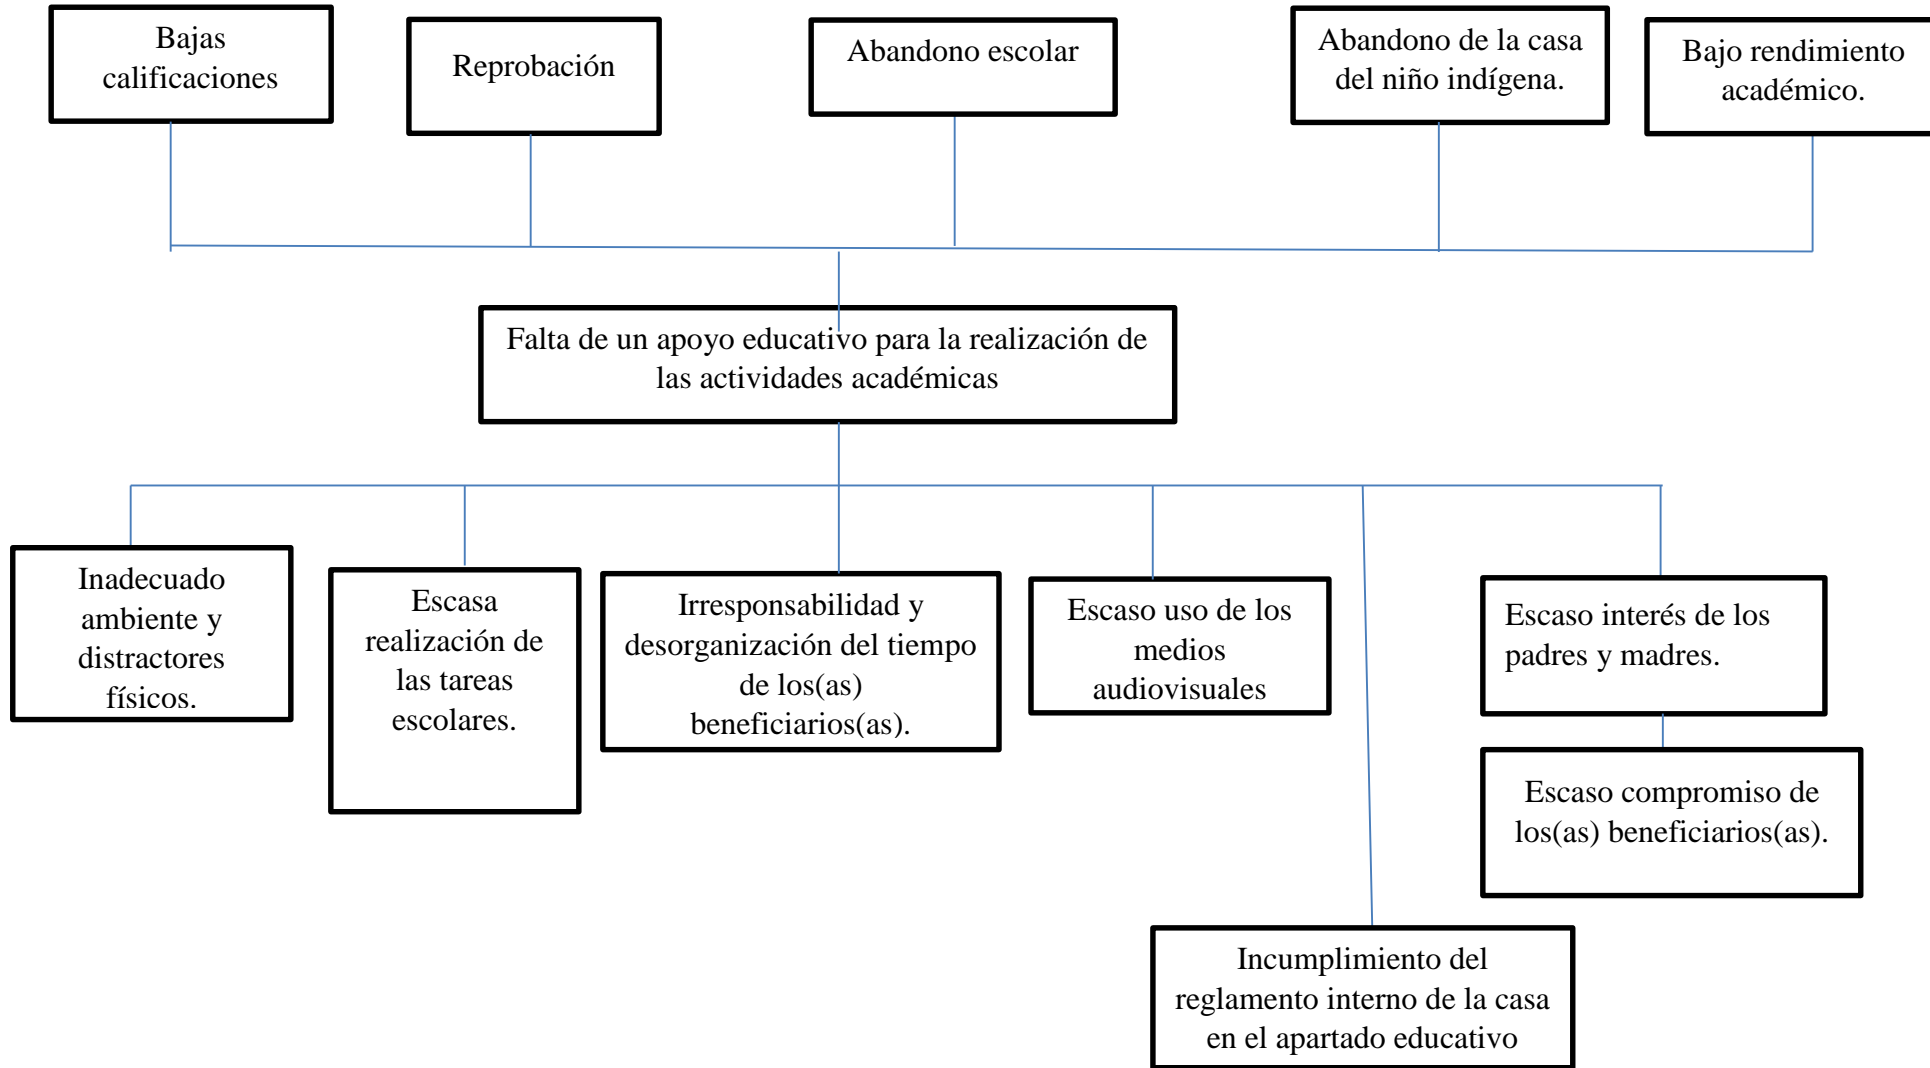 Bajas
calificaciones
Reprobación
Abandono escolar
Abandono de la casa
del niño indígena.
Bajo rendimiento
académico.
Falta de un apoyo educativo para la realización de
las actividades académicas
Inadecuado
ambiente y
distractores
físicos.
Escasa
realización de
las tareas
escolares.
Irresponsabilidad y
desorganización del tiempo
de los(as)
beneficiarios(as).
Escaso uso de los
medios
audiovisuales
Escaso interés de los
padres y madres.
Escaso compromiso de
los(as) beneficiarios(as).
Incumplimiento del
reglamento interno de la casa
en el apartado educativo